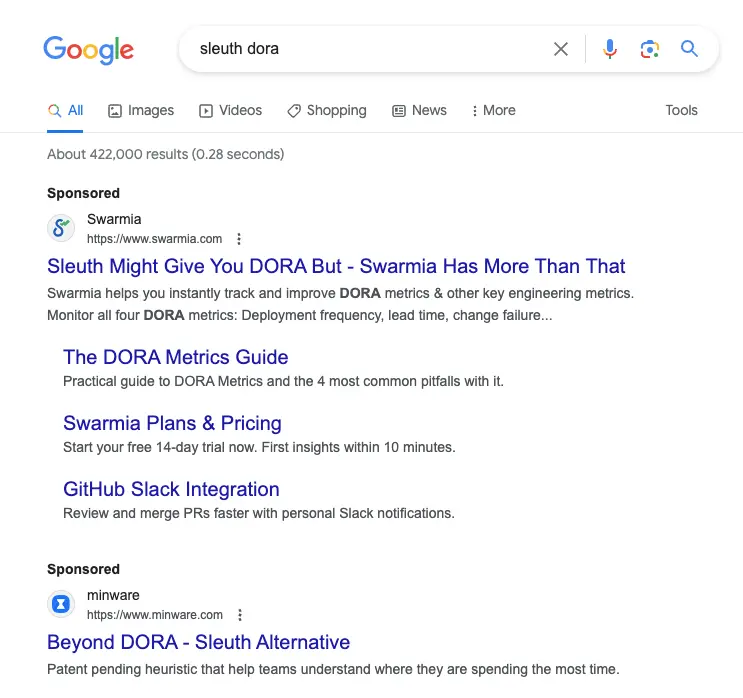 Google
sleuth dora
All Images Videos Shopping News More Tools
About 422,000 results (0.28 seconds)
Sponsored
Swarmia
https://www.swarmia.com
Sleuth Might Give You DORA But - Swarmia Has More Than That
Swarmia helps you instantly track and improve DORA metrics & other key engineering metrics.
Monitor all four DORA metrics: Deployment frequency, lead time, change failure...
The DORA Metrics Guide
Practical guide to DORA Metrics and the 4 most common pitfalls with it.
Swarmia Plans & Pricing
Start your free 14-day trial now. First insights within 10 minutes.
GitHub Slack Integration
Review and merge PRs faster with personal Slack notifications.
Sponsored
minware
https://www.minware.com
Beyond DORA - Sleuth Alternative
Patent pending heuristic that help teams understand where they are spending the most time.